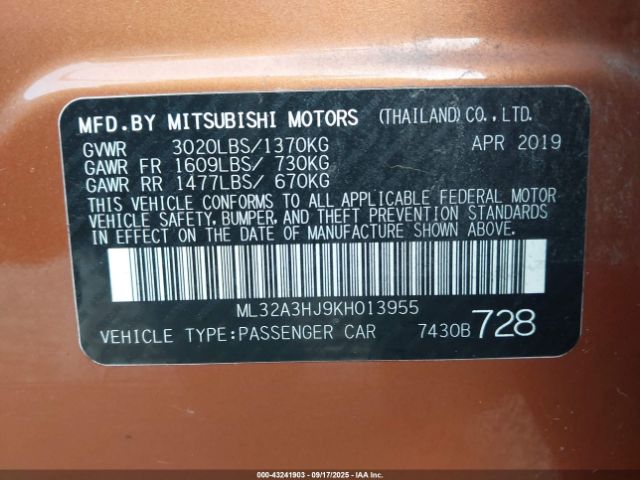 MFD.BY MITSUBISHI MOTORS (THAILAND) CO., LTD.
GVWR 3020LBS/1370KG APR 2019
GAWR FR 1609LBS/ 730KG
GAWR RR 1477LBS/ 670KG
THIS VEHICLE CONFORMS TO ALL APPLICABLE FEDERAL MOTOR
VEHICLE SAFETY, BUMPER, AND THEFT PREVENTION STANDARDS
IN EFFECT ON THE DATE OF MANUFACTURE SHOWN ABOVE.
ML32A3HJ9KH013955
VEHICLE TYPE:PASSENGER CAR 7430B 728
000-43241903 - 09/17/2025 - COPYRIGHT IAA, LLC.